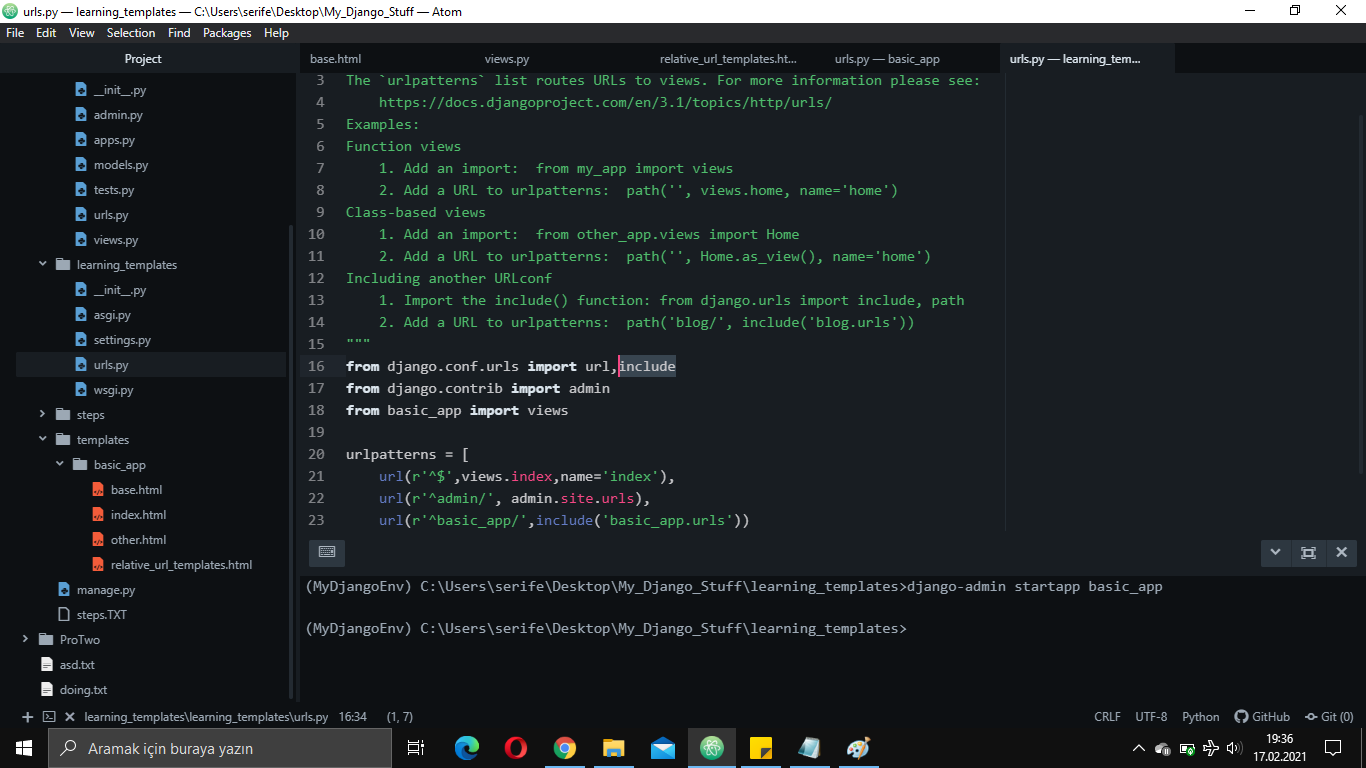 urls.py — learning_templates — C:\Users\serife\Desktop\My_Django_Stuff — Atom
File Edit View Selection Find Packages Help
Project
__init__.py
admin.py
apps.py
models.py
tests.py
urls.py
views.py
learning_templates
__init__.py
asgi.py
settings.py
urls.py
wsgi.py
steps
templates
basic_app
base.html
index.html
other.html
relative_url_templates.html
manage.py
steps.TXT
ProTwo
asd.txt
doing.txt
base.html views.py relative_url_templates.ht... urls.py — basic_app urls.py — learning_tem...
3 The `urlpatterns` list routes URLs to views. For more information please see:
4 https://docs.djangoproject.com/en/3.1/topics/http/urls/
5 Examples:
6 Function views
7 1. Add an import:  from my_app import views
8 2. Add a URL to urlpatterns:  path('', views.home, name='home')
9 Class-based views
10 1. Add an import:  from other_app.views import Home
11 2. Add a URL to urlpatterns:  path('', Home.as_view(), name='home')
12 Including another URLconf
13 1. Import the include() function: from django.urls import include, path
14 2. Add a URL to urlpatterns:  path('blog/', include('blog.urls'))
15 """
16 from django.conf.urls import url,include
17 from django.contrib import admin
18 from basic_app import views
19
20 urlpatterns = [
21 url(r'^$',views.index,name='index'),
22 url(r'^admin/', admin.site.urls),
23 url(r'^basic_app/',include('basic_app.urls'))
(MyDjangoEnv) C:\Users\serife\Desktop\My_Django_Stuff\learning_templates>django-admin startapp basic_app
(MyDjangoEnv) C:\Users\serife\Desktop\My_Django_Stuff\learning_templates>
learning_templates\learning_templates\urls.py 16:34 (1, 7) CRLF UTF-8 Python GitHub Git (0)
Aramak için buraya yazın
19:36
17.02.2021